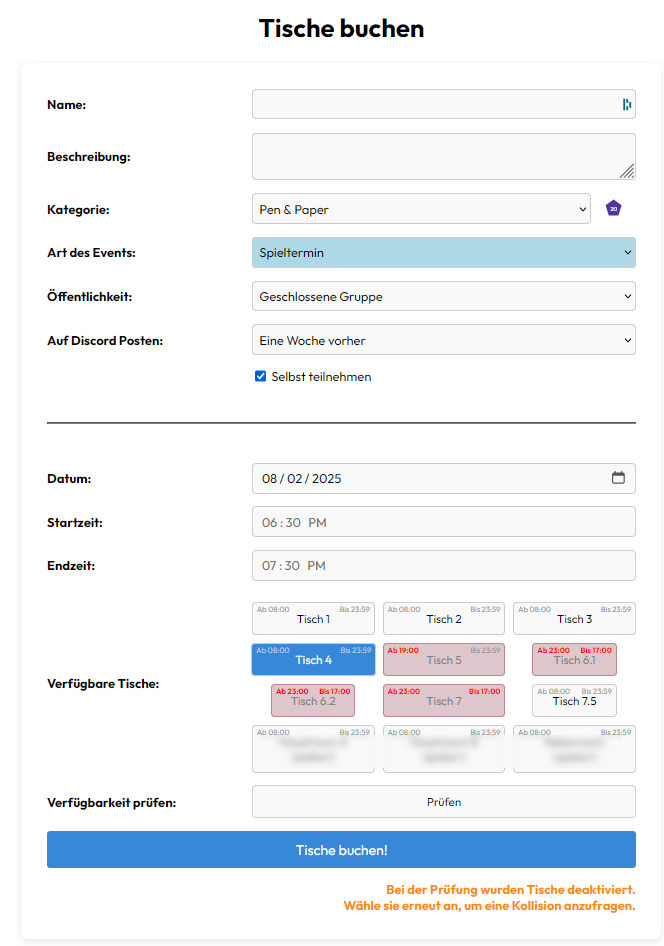 Tische buchen
Name:
Beschreibung:
Kategorie: Pen & Paper 20
Art des Events: Spieltermin
Öffentlichkeit: Geschlossene Gruppe
Auf Discord Posten: Eine Woche vorher
Selbst teilnehmen
Datum: 08 / 02 / 2025
Startzeit: 06 : 30 PM
Endzeit: 07 : 30 PM
Ab 08:00 Bis 23:59 Ab 08:00 Bis 23:59 Ab 08:00 Bis 23:59
Tisch 1 Tisch 2 Tisch 3
Ab 08:00 Bis 23:59 Ab 19:00 Bis 23:59 Ab 23:00 Bis 17:00
Tisch 4 Tisch 5 Tisch 6.1
Verfügbare Tische:
Ab 23:00 Bis 17:00 Ab 23:00 Bis 17:00 Ab 08:00 Bis 23:59
Tisch 6.2 Tisch 7 Tisch 7.5
Ab 08:00 Bis 23:59 Ab 08:00 Bis 23:59 Ab 08:00 Bis 23:59
Verfügbarkeit prüfen: Prüfen
Tische buchen!
Bei der Prüfung wurden Tische deaktiviert.
Wähle sie erneut an, um eine Kollision anzufragen.